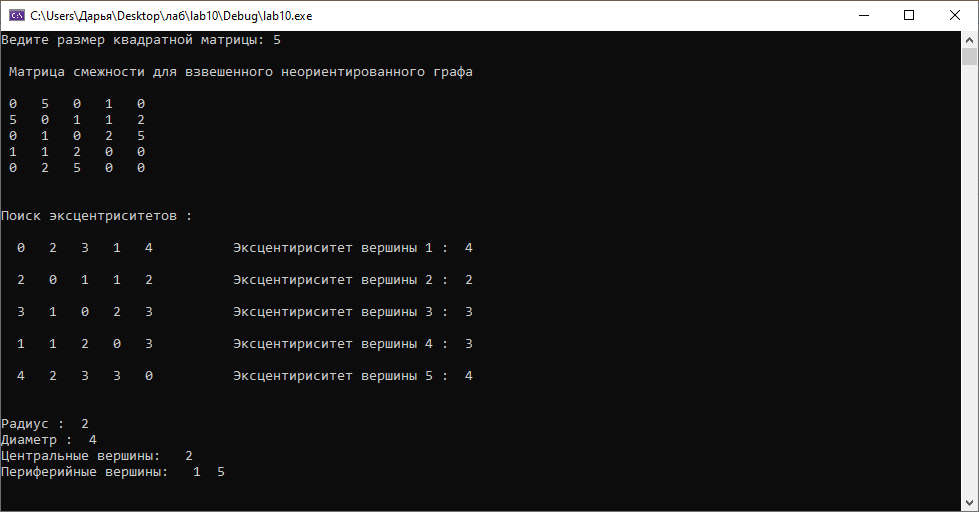 C:\Users\Дарья\Desktop\лаб\lab10\Debug\lab10.exe
Ведите размер квадратной матрицы: 5
Матрица смежности для взвешенного неориентированного графа
0 5 0 1 0
5 0 1 1 2
0 1 0 2 5
1 1 2 0 0
0 2 5 0 0
Поиск эксцентриситетов :
0 2 3 1 4 Эксцентириситет вершины 1 : 4
2 0 1 1 2 Эксцентириситет вершины 2 : 2
3 1 0 2 3 Эксцентириситет вершины 3 : 3
1 1 2 0 3 Эксцентириситет вершины 4 : 3
4 2 3 3 0 Эксцентириситет вершины 5 : 4
Радиус : 2
Диаметр : 4
Центральные вершины: 2
Периферийные вершины: 1 5